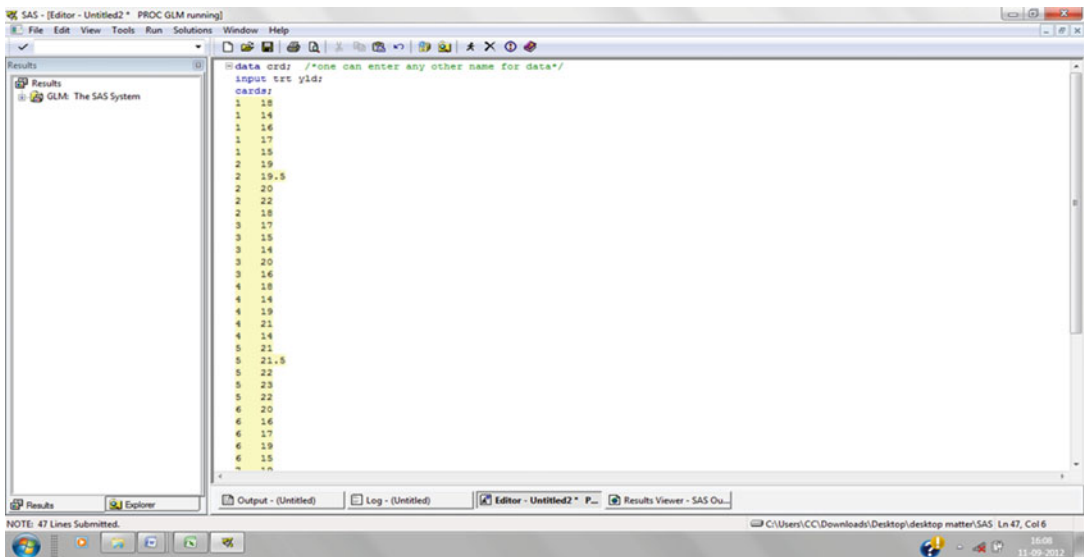 SAS - [Editor - Untitled2 * PROC GLM running]
File Edit View Tools Run Solutions Window Help
Results
Results
GLM: The SAS System
data crd; /*one can enter any other name for data*/
input trt yld;
cards;
1 18
1 14
1 16
1 17
1 15
2 19
2 19.5
2 20
2 22
2 18
3 17
3 15
3 14
3 20
3 16
4 18
4 14
4 19
4 21
4 14
5 21
5 21.5
5 22
5 23
5 22
6 20
6 16
6 17
6 19
6 15
Results
Explorer
Output - (Untitled)
Log - (Untitled)
Editor - Untitled2 * P...
Results Viewer - SAS Ou...
NOTE: 47 Lines Submitted.
C:\Users\CC\Downloads\Desktop\desktop matter\SAS
Ln 47, Col 6
16:08
11-09-2012